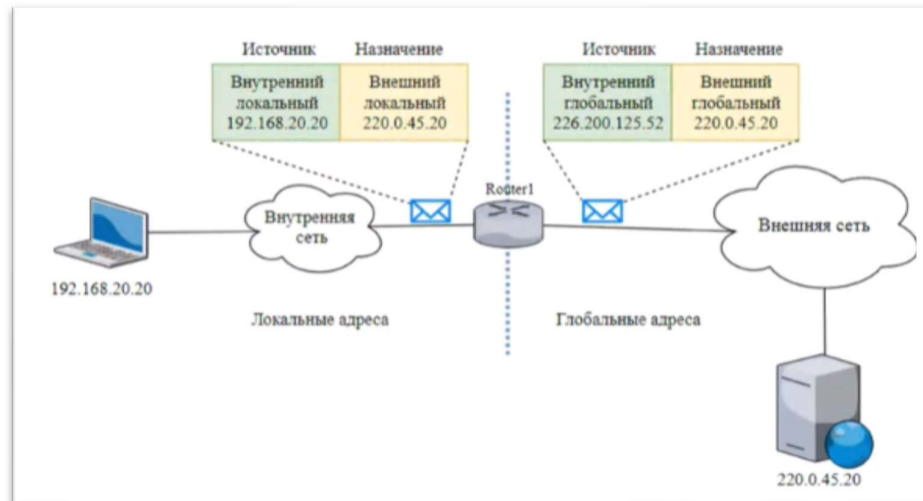 Источник
Назначение
Источник
Назначение
Внутренний
локальный
192.168.20.20
Внешний
локальный
220.0.45.20
Внутренний
глобальный
226.200.125.52
Внешний
глобальный
220.0.45.20
Router1
Внутренняя
сеть
Внешняя сеть
192.168.20.20
Локальные адреса
Глобальные адреса
220.0.45.20